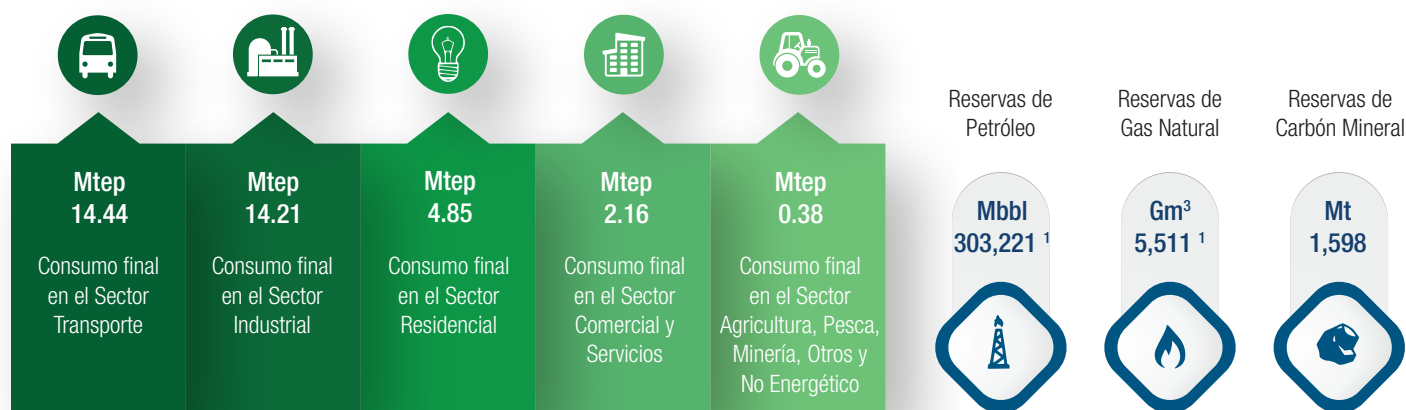 Mtep
14.44
Consumo final
en el Sector
Transporte
Mtep
14.21
Consumo final
en el Sector
Industrial
Mtep
4.85
Consumo final
en el Sector
Residencial
Mtep
2.16
Consumo final
en el Sector
Comercial y
Servicios
Mtep
0.38
Consumo final
en el Sector
Agricultura, Pesca,
Minería, Otros y
No Energético
Reservas de
Petróleo
Mbbl
303,221 ¹
Reservas de
Gas Natural
Gm³
5,511 ¹
Reservas de
Carbón Mineral
Mt
1,598